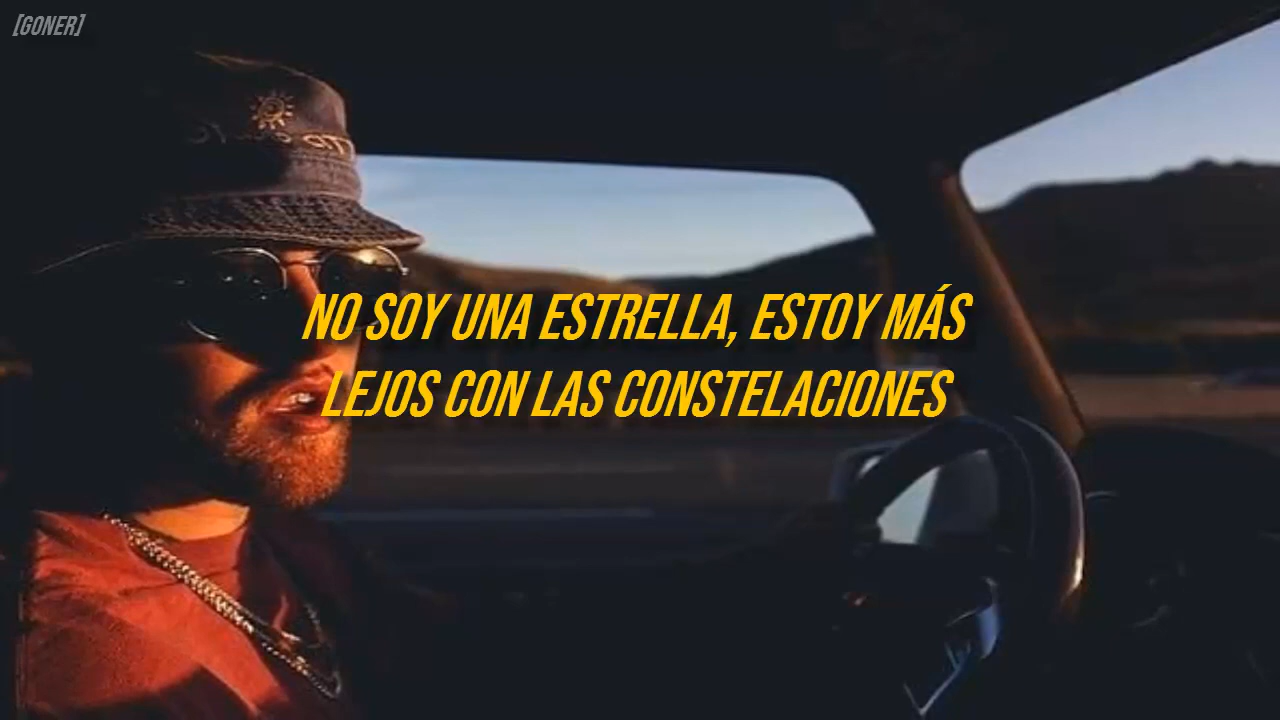 [GONER]
NO SOY UNA ESTRELLA, ESTOY MÁS
LEJOS CON LAS CONSTELACIONES